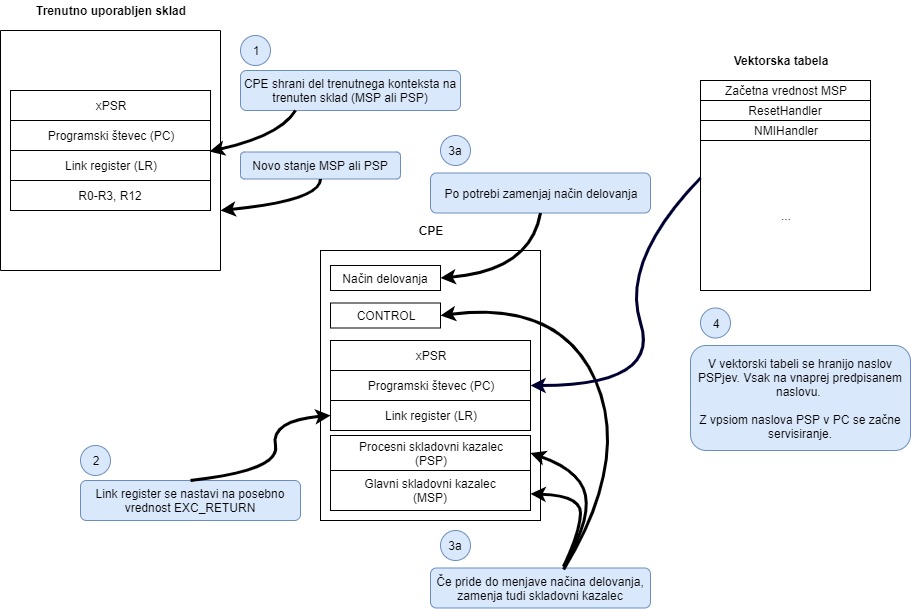 Trenutno uporabljen sklad
xPSR
Programski števec (PC)
Link register (LR)
R0-R3, R12
1
CPE shrani del trenutnega konteksta na
trenuten sklad (MSP ali PSP)
Novo stanje MSP ali PSP
3a
Po potrebi zamenjaj način delovanja
Vektorska tabela
Začetna vrednost MSP
ResetHandler
NMIHandler
...
CPE
Način delovanja
CONTROL
xPSR
Programski števec (PC)
Link register (LR)
Procesni skladovni kazalec
(PSP)
Glavni skladovni kazalec
(MSP)
4
V vektorski tabeli se hranijo naslov
PSPjev. Vsak na vnaprej predpisanem
naslovu.
Z vpsiom naslova PSP v PC se začne
servisiranje.
2
Link register se nastavi na posebno
vrednost EXC_RETURN
3a
Če pride do menjave načina delovanja,
zamenja tudi skladovni kazalec